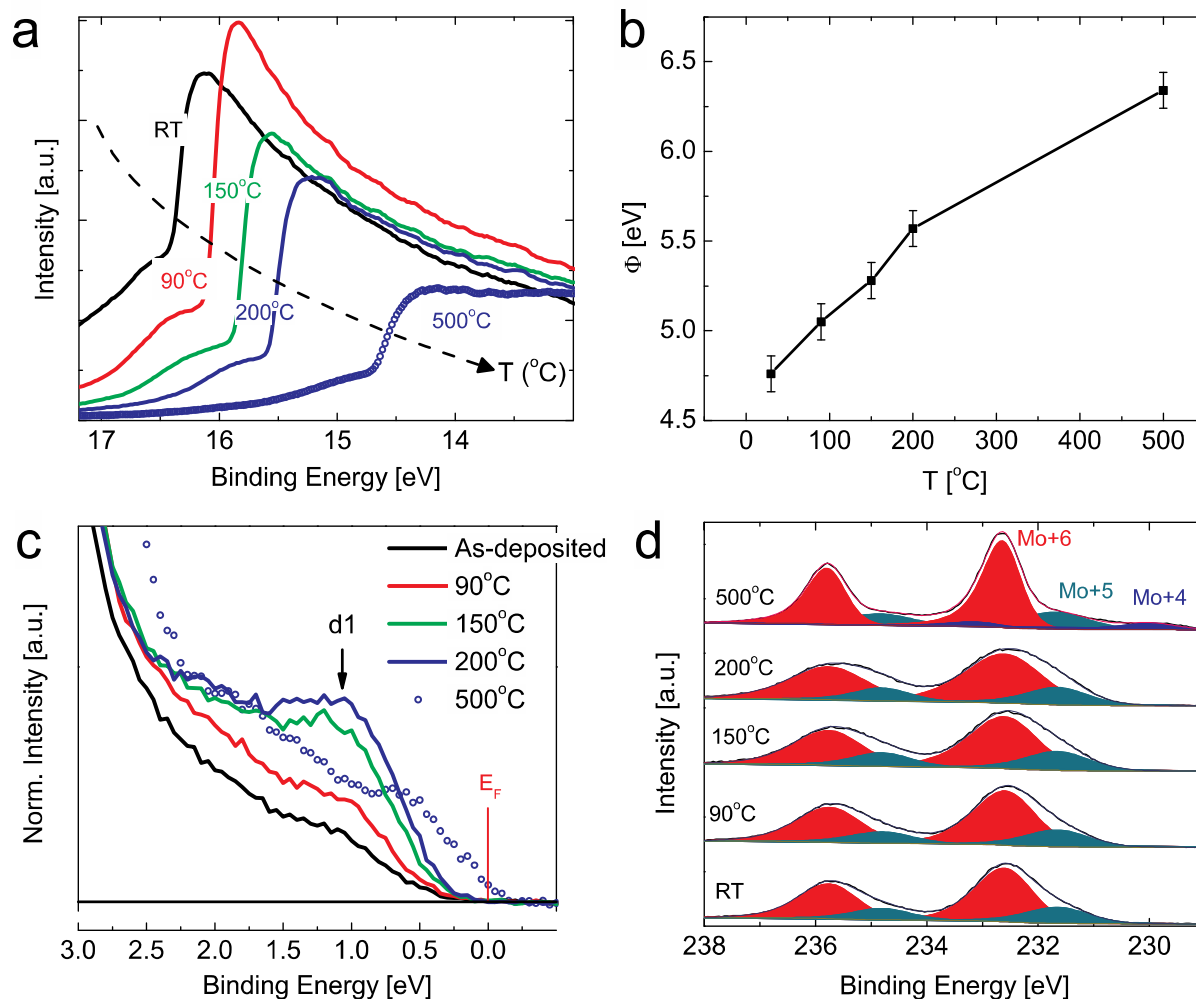 a
RT
150°C
90°C
200°C
500°C
T (°C)
Intensity [a.u.]
17 16 15 14
Binding Energy [eV]
b
6.5
6.0
5.5
5.0
4.5
Φ [eV]
0 100 200 300 400 500
T [°C]
c
As-deposited
90°C
150°C
200°C
500°C
d1
E_F
Norm. Intensity [a.u.]
3.0 2.5 2.0 1.5 1.0 0.5 0.0
Binding Energy [eV]
d
Mo+6
Mo+5
Mo+4
500°C
200°C
150°C
90°C
RT
Intensity [a.u.]
238 236 234 232 230
Binding Energy [eV]